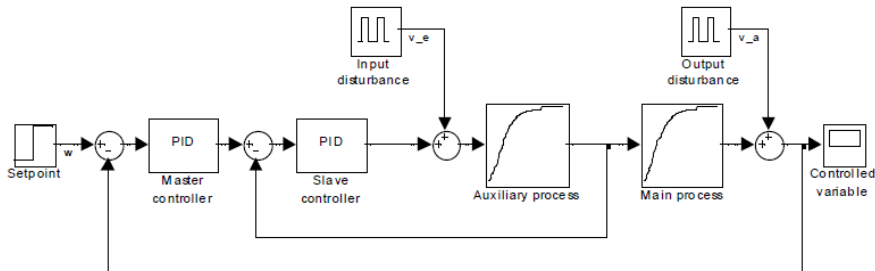 v_e
v_a
Input
disturbance
Output
disturbance
PID
PID
w
Setpoint
Master
controller
Slave
controller
Auxiliary process
Main process
Controlled
variable